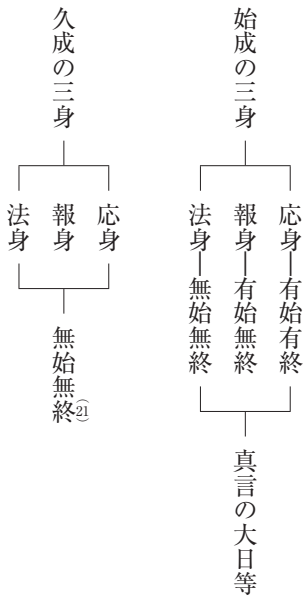 始成の三身
応身―有始有終
報身―有始無終
法身―無始無終
真言の大日等
久成の三身
応身
報身
法身
無始無終(21)